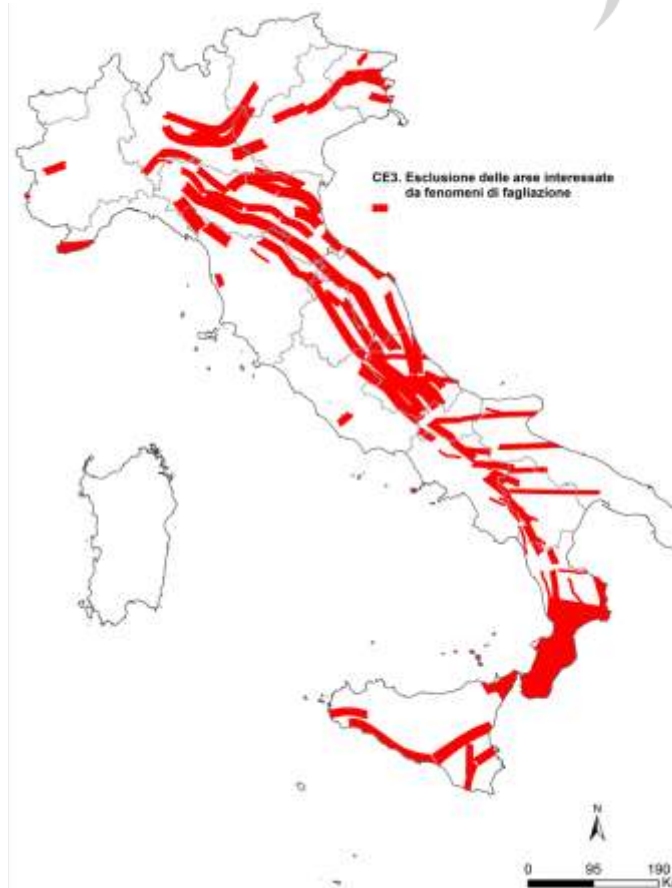 CE3. Esclusione delle aree interessate
da fenomeni di fagliazione
N
0 95 190